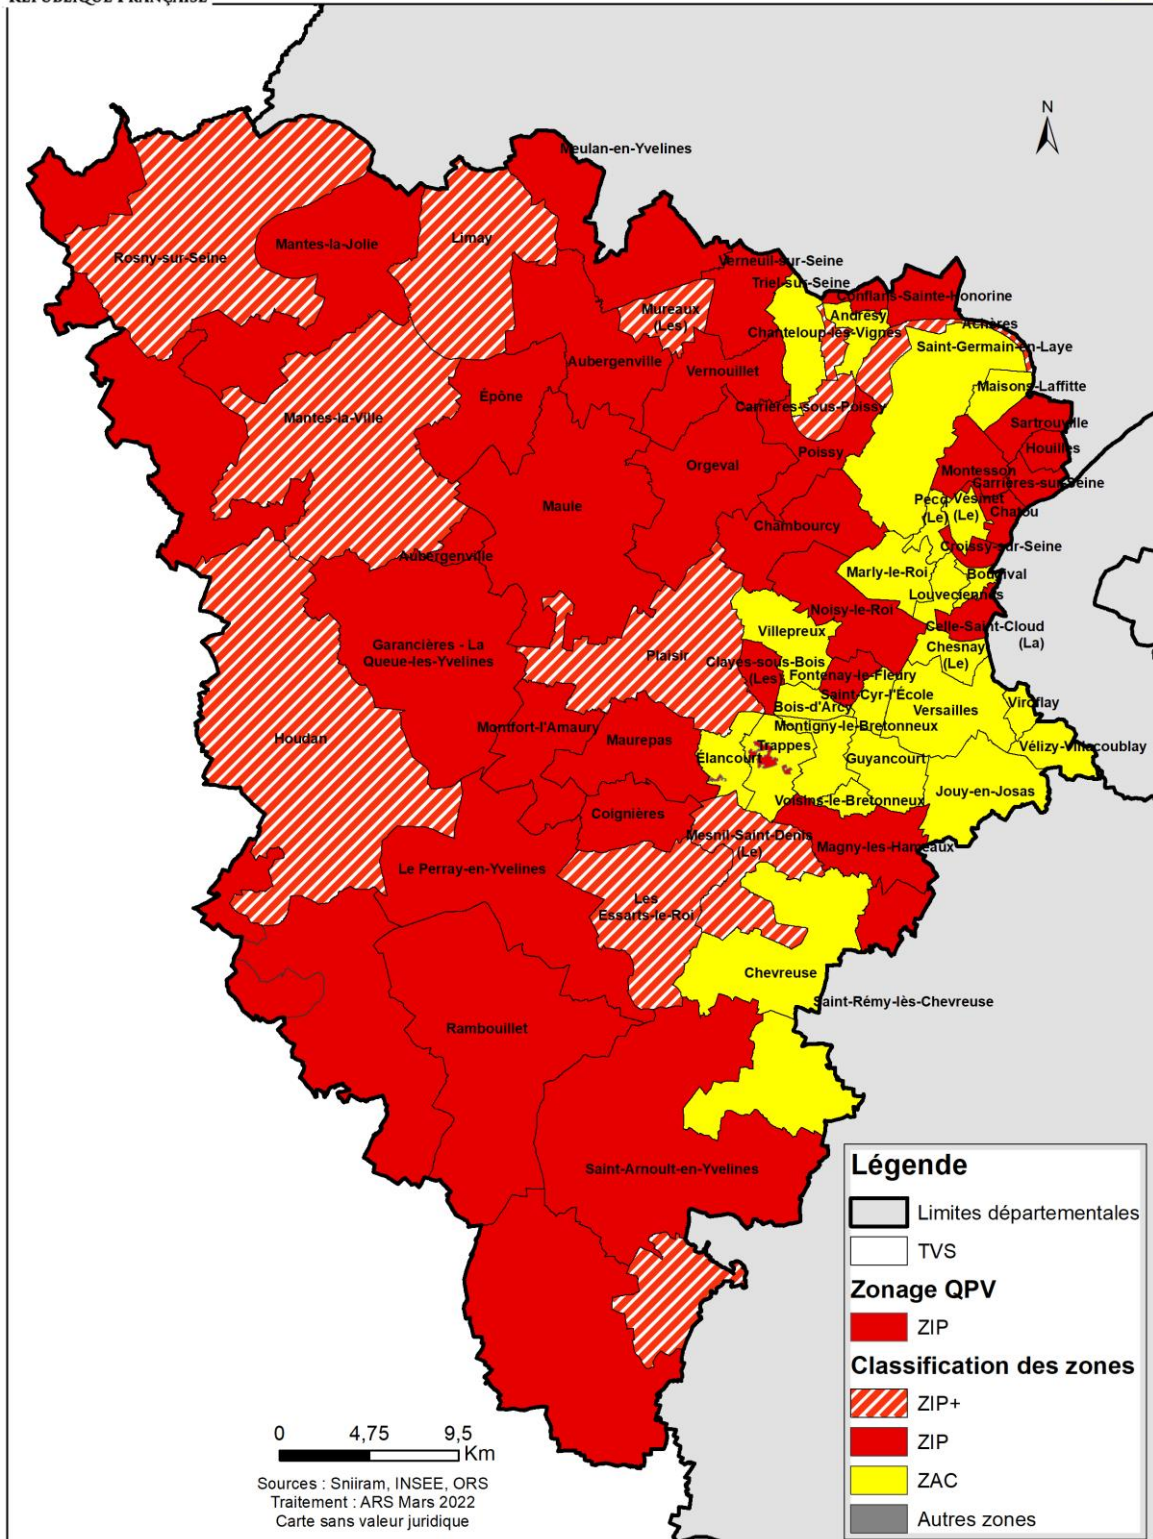 RÉPUBLIQUE FRANÇAISE
N
Meulan-en-Yvelines
Limay
Mantes-la-Jolie
Rosny-sur-Seine
Verneuil-sur-Seine
Triel-sur-Seine
Conflans-Sainte-Honorine
Mureaux
(Les)
Andrésy
Achères
Chanteloup-les-Vignes
Saint-Germain-en-Laye
Aubergenville
Vernouillet
Maisons-Laffitte
Épône
Carrières-sous-Poissy
Mantes-la-Ville
Sartrouville
Houilles
Poissy
Orgeval
Montesson
Carrières-sur-Seine
Maule
Pecq
(Le)
Vésinet
(Le)
Chatou
Chambourcy
Croissy-sur-Seine
Aubergenville
Marly-le-Roi
Bougival
Louveciennes
Noisy-le-Roi
Celle-Saint-Cloud
(La)
Villepreux
Garancières - La
Queue-les-Yvelines
Plaisir
Clayes-sous-Bois
(Les)
Chesnay
(Le)
Fontenay-le-Fleury
Saint-Cyr-l'École
Bois-d'Arcy
Versailles
Viroflay
Montfort-l'Amaury
Montigny-le-Bretonneux
Houdan
Maurepas
Trappes
Vélizy-Villacoublay
Élancourt
Guyancourt
Jouy-en-Josas
Voisins-le-Bretonneux
Coignières
Mesnil-Saint-Denis
(Le)
Magny-les-Hameaux
Le Perray-en-Yvelines
Les
Essarts-le-Roi
Chevreuse
Saint-Rémy-lès-Chevreuse
Rambouillet
Saint-Arnoult-en-Yvelines
Légende
Limites départementales
TVS
Zonage QPV
ZIP
Classification des zones
ZIP+
ZIP
ZAC
Autres zones
0 4,75 9,5
Km
Sources : Sniiram, INSEE, ORS
Traitement : ARS Mars 2022
Carte sans valeur juridique